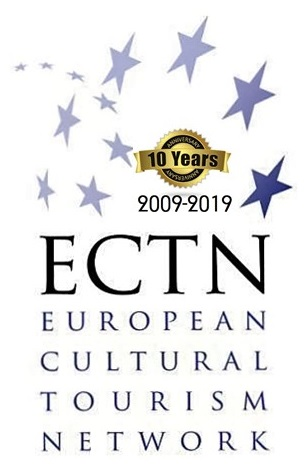 ANNIVERSARY
10 Years
ANNIVERSARY
2009-2019
ECTN
EUROPEAN
CULTURAL
TOURISM
NETWORK